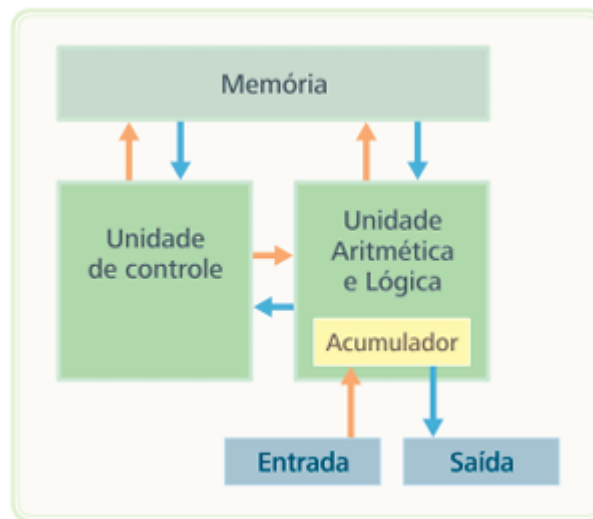 Memória
Unidade
de controle
Unidade
Aritmética
e Lógica
Acumulador
Entrada
Saída